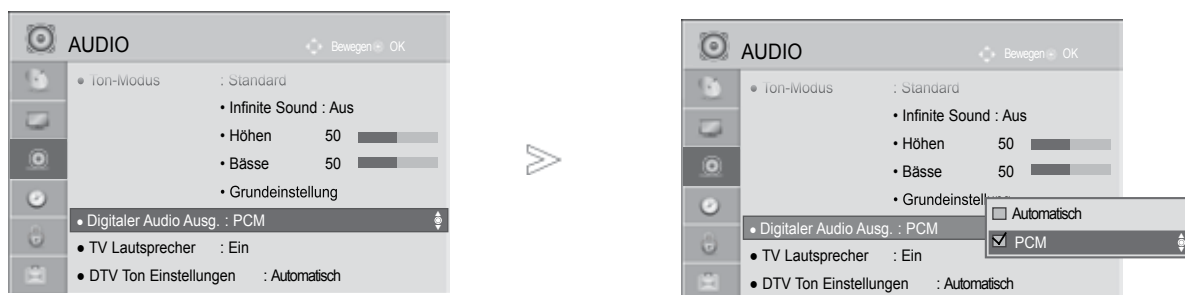 AUDIO
Bewegen OK
• Ton-Modus : Standard
• Infinite Sound : Aus
• Höhen 50
• Bässe 50
• Grundeinstellung
• Digitaler Audio Ausg. : PCM
• TV Lautsprecher : Ein
• DTV Ton Einstellungen : Automatisch
AUDIO
Bewegen OK
• Ton-Modus : Standard
• Infinite Sound : Aus
• Höhen 50
• Bässe 50
• Grundeinstell
Automatisch
• Digitaler Audio Ausg. : PCM
PCM
• TV Lautsprecher : Ein
• DTV Ton Einstellungen : Automatisch